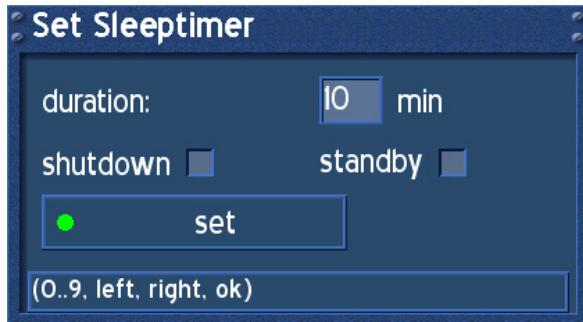 Set Sleeptimer
duration: 10 min
shutdown standby
set
(0..9, left, right, ok)